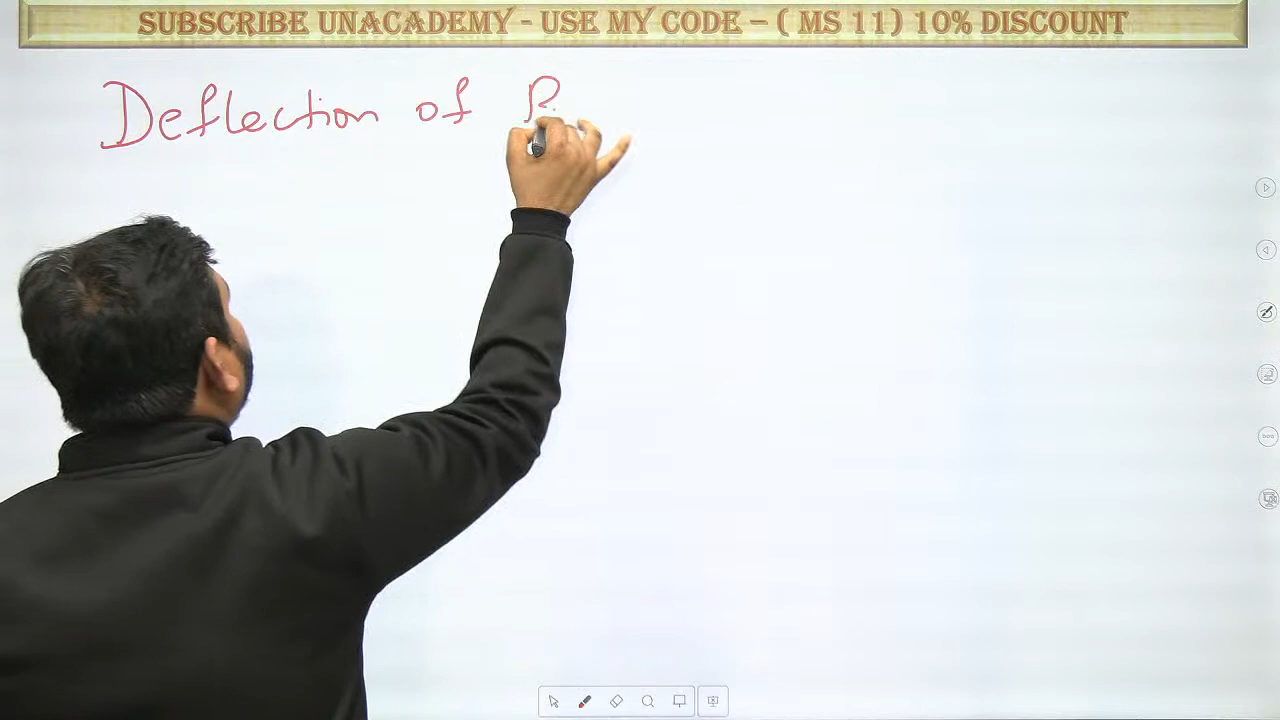 SUBSCRIBE UNACADEMY - USE MY CODE – ( MS 11) 10% DISCOUNT
Deflection of B